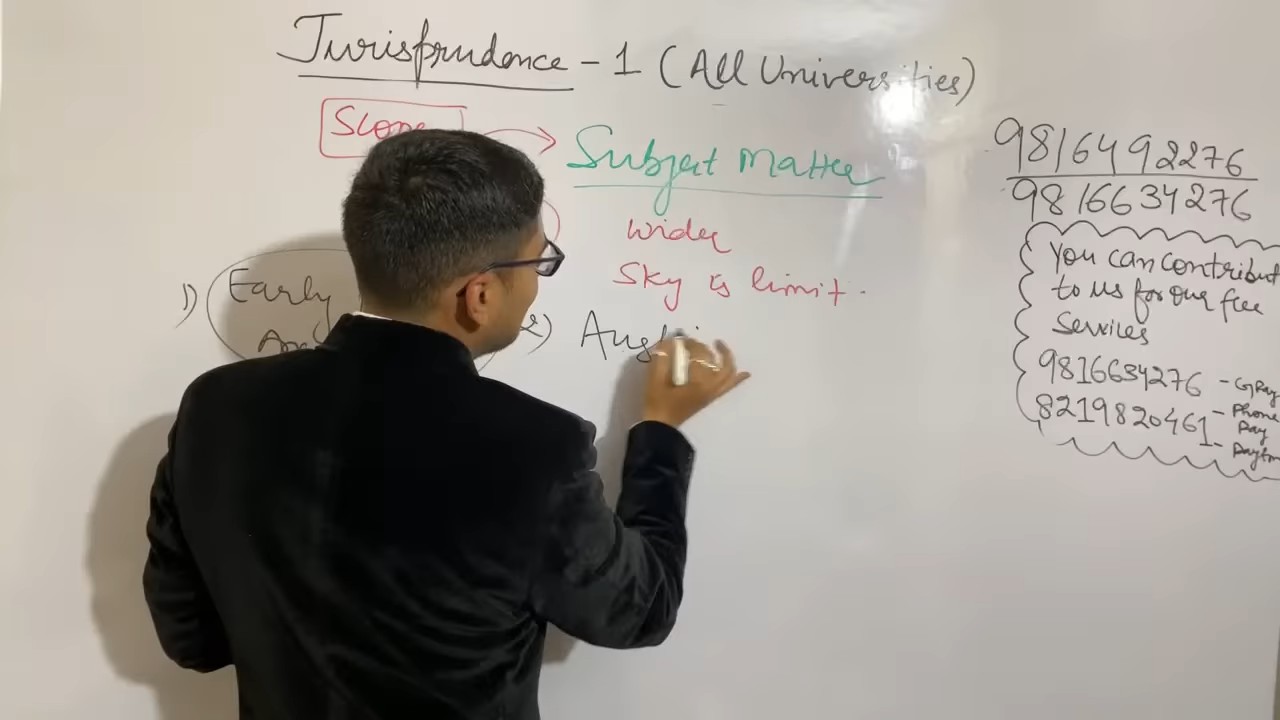 Jurisprudence - 1 (All Universities)
Scope
Subject Matter
wider
Sky is limit.
1) Early
2)
9816492276
9816634276
You can contribut
to us for our free
Services
9816634276 - GPay
8219820461 - Phone
Pay
- Paytm